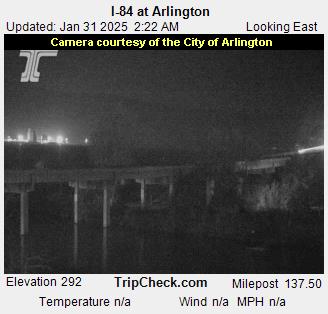 I-84 at Arlington
Updated: Jan 31 2025 2:22 AM Looking East
Camera courtesy of the City of Arlington
Elevation 292 TripCheck.com Milepost 137.50
Temperature n/a Wind n/a MPH n/a